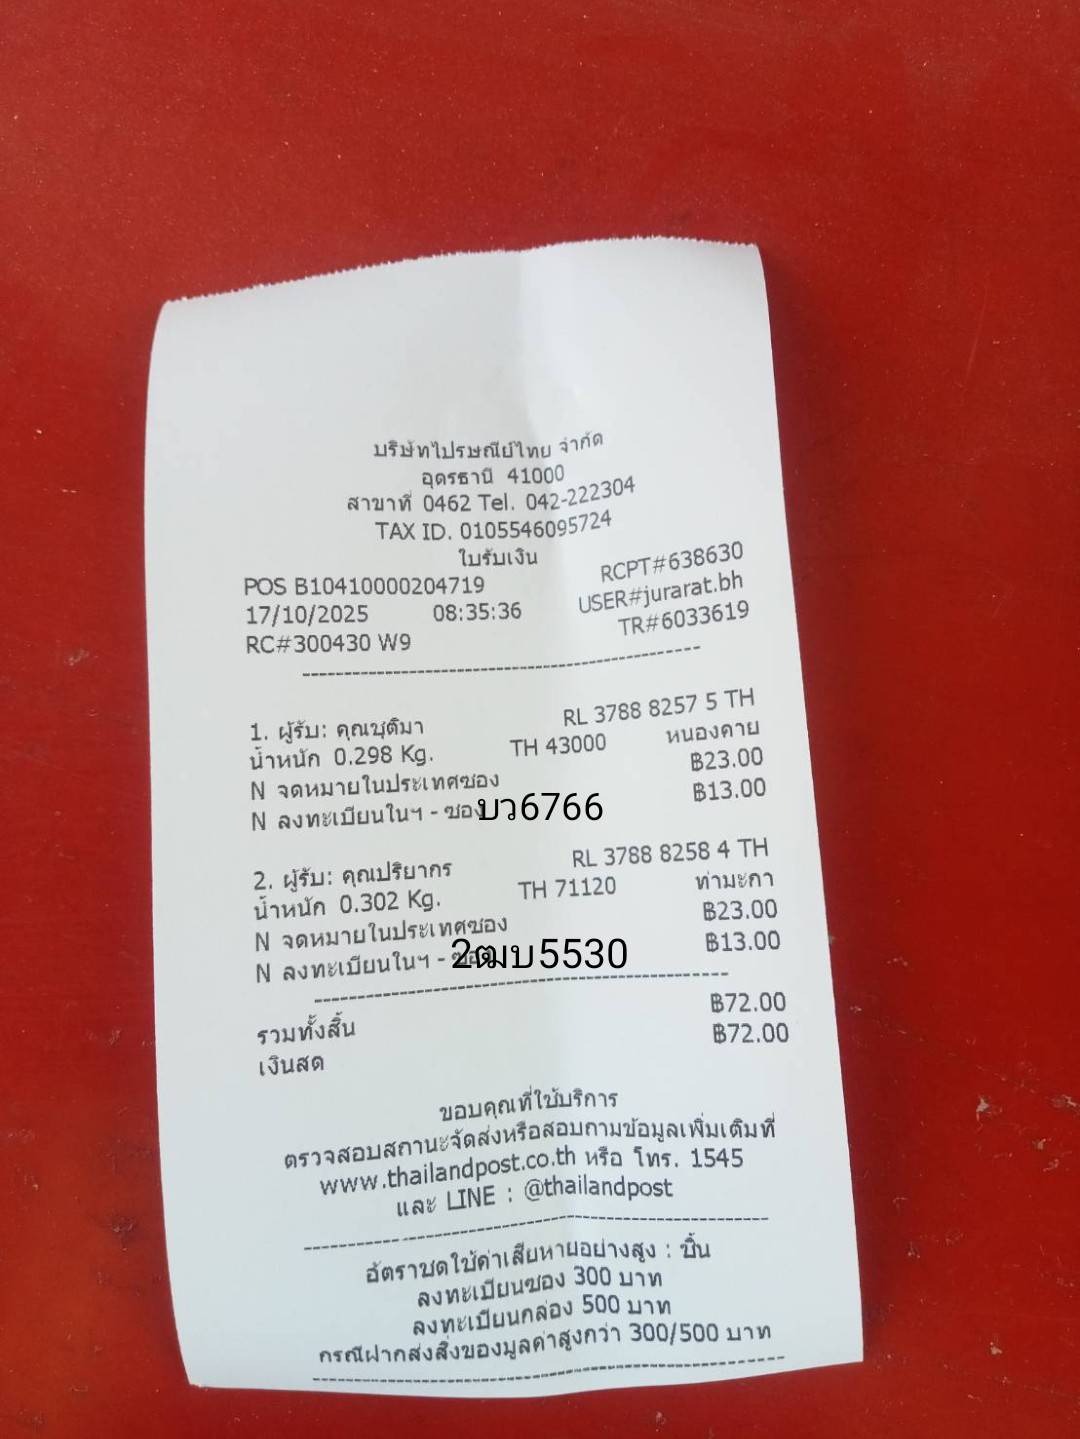 บริษัทไปรษณีย์ไทย จำกัด
อุดรธานี 41000
สาขาที่ 0462 Tel. 042-222304
TAX ID. 0105546095724
ใบรับเงิน
POS B10410000204719 RCPT#638630
17/10/2025 08:35:36 USER#jurarat.bh
RC#300430 W9 TR#6033619
1. ผู้รับ: คุณชุติมา RL 3788 8257 5 TH
น้ำหนัก 0.298 Kg. TH 43000 หนองคาย
N จดหมายในประเทศซอง ฿23.00
N ลงทะเบียนในฯ - ซอง ฿13.00
บว6766
2. ผู้รับ: คุณปริยากร RL 3788 8258 4 TH
น้ำหนัก 0.302 Kg. TH 71120 ท่ามะกา
N จดหมายในประเทศซอง ฿23.00
N ลงทะเบียนในฯ - ซอง ฿13.00
2ฒบ5530
รวมทั้งสิ้น ฿72.00
เงินสด ฿72.00
ขอบคุณที่ใช้บริการ
ตรวจสอบสถานะจัดส่งหรือสอบถามข้อมูลเพิ่มเติมที่
www.thailandpost.co.th หรือ โทร. 1545
และ LINE : @thailandpost
อัตราชดใช้ค่าเสียหายอย่างสูง : ชิ้น
ลงทะเบียนซอง 300 บาท
ลงทะเบียนกล่อง 500 บาท
กรณีฝากส่งสิ่งของมูลค่าสูงกว่า 300/500 บาท